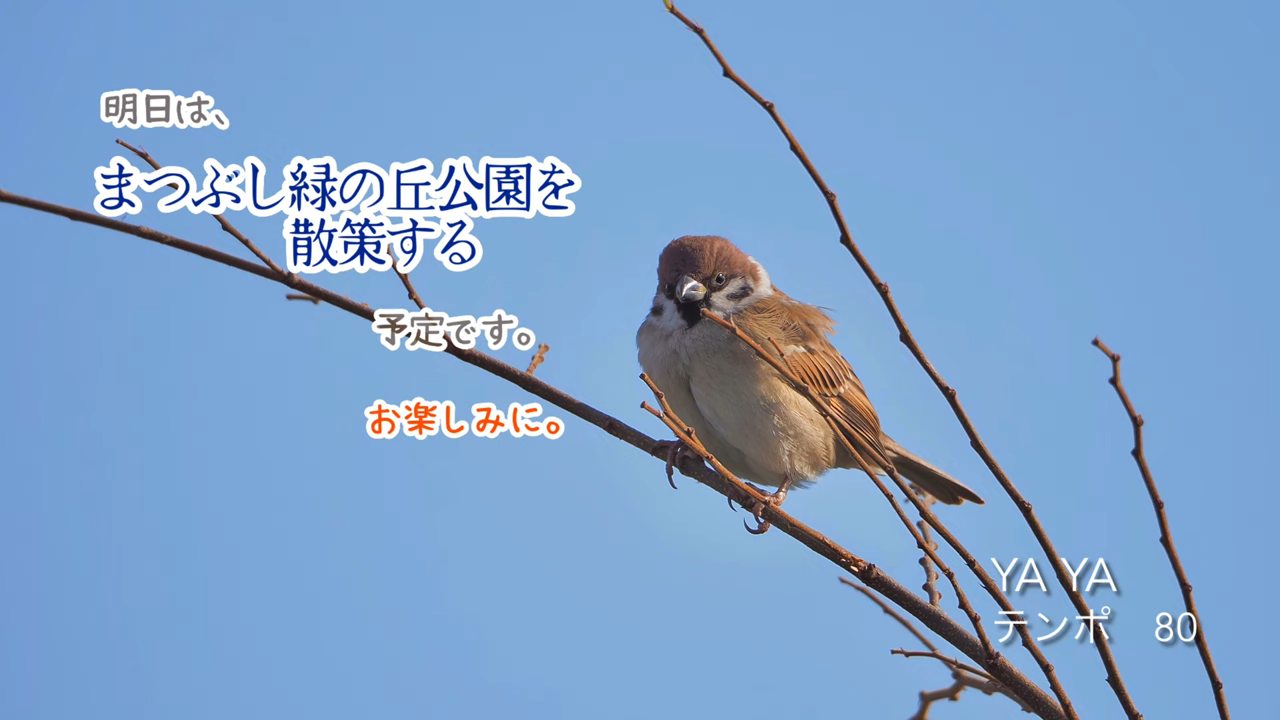 明日は、
まつぶし緑の丘公園を
散策する
予定です。
お楽しみに。
YA YA
テンポ　80